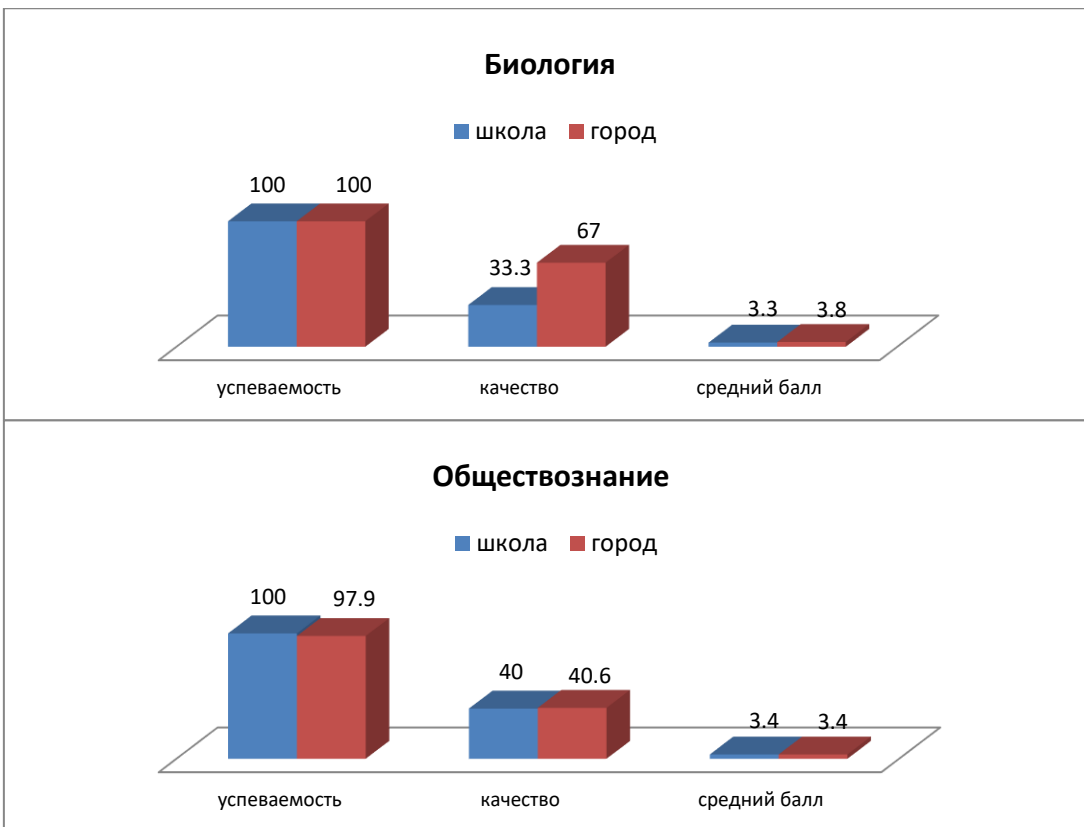 Биология
школа город
100 100
67
33.3
3.3 3.8
успеваемость качество средний балл
Обществознание
школа город
100 97.9
40 40.6
3.4 3.4
успеваемость качество средний балл